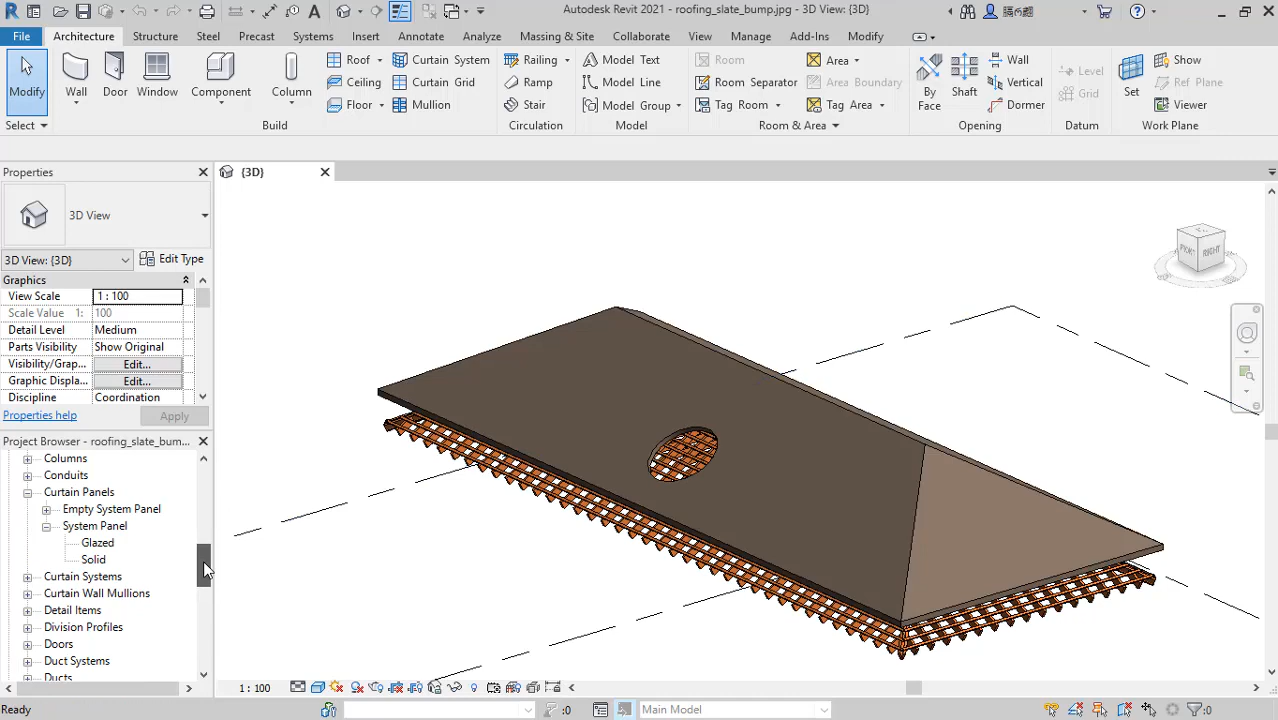 Autodesk Revit 2021 - roofing_slate_bump.jpg - 3D View: {3D}
File Architecture Structure Steel Precast Systems Insert Annotate Analyze Massing & Site Collaborate View Manage Add-Ins Modify
Modify
Select
Wall Door Window Component Column
Roof Ceiling Floor
Curtain System Curtain Grid Mullion
Build
Railing Ramp Stair
Circulation
Model Text Model Line Model Group
Model
Room Room Separator Tag Room
Area Area Boundary Tag Area
Room & Area
By Face Shaft Wall Vertical Dormer
Opening
Level Grid
Datum
Set Show Ref Plane Viewer
Work Plane
Properties
{3D}
3D View
3D View: {3D} Edit Type
Graphics
View Scale 1 : 100
Scale Value 1: 100
Detail Level Medium
Parts Visibility Show Original
Visibility/Grap... Edit...
Graphic Displa... Edit...
Discipline Coordination
Properties help Apply
Project Browser - roofing_slate_bum...
Columns
Conduits
Curtain Panels
Empty System Panel
System Panel
Glazed
Solid
Curtain Systems
Curtain Wall Mullions
Detail Items
Division Profiles
Doors
Duct Systems
Ducts
RIGHT
1 : 100
Ready :0 Main Model :0